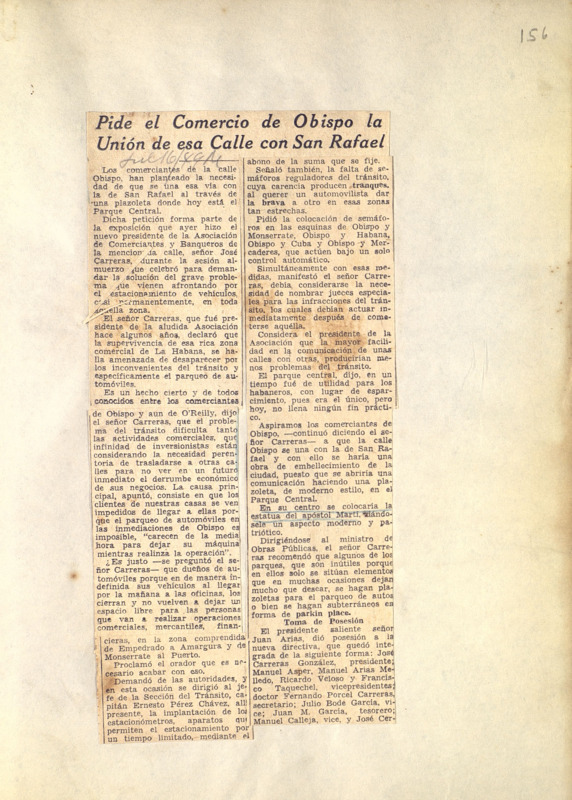 156
Pide el Comercio de Obispo la
Unión de esa Calle con San Rafael
Los comerciantes de la calle
Obispo, han planteado la necesi-
dad de que se una esa vía con
la de San Rafael al través de
una plazoleta donde hoy está el
Parque Central.
Dicha petición forma parte de
la exposición que ayer hizo el
nuevo presidente de la Asociación
de Comerciantes y Banqueros de
la mencionada calle, señor José
Carreras, durante la sesión al-
muerzo que celebró para deman-
dar la solución del grave proble-
ma que vienen afrontando por
el estacionamiento de vehículos,
casi permanentemente, en toda
aquella zona.
El señor Carreras, que fué pre-
sidente de la aludida Asociación
hace algunos años, declaró que
la supervivencia de esa rica zona
comercial de La Habana, se ha-
lla amenazada de desaparecer por
los inconvenientes del tránsito y
específicamente el parqueo de au-
tomóviles.
Es un hecho cierto y de todos
conocidos entre los comerciantes
de Obispo y aun de O'Reilly, dijo
el señor Carreras, que el proble-
ma del tránsito dificulta tanto
las actividades comerciales, que
infinidad de inversionistas están
considerando la necesidad peren-
toria de trasladarse a otras ca-
lles para no ver en un futuro
inmediato el derrumbe económico
de sus negocios. La causa prin-
cipal, apuntó, consiste en que los
clientes de nuestras casas se ven
impedidos de llegar a ellas por-
que el parqueo de automóviles en
las inmediaciones de Obispo es
imposible, "carecen de la media
hora para dejar su máquina
mientras realinza la operación".
¿Es justo —se preguntó el se-
ñor Carreras— que dueños de au-
tomóviles porque en de manera in-
definida sus vehículos al llegar
por la mañana a las oficinas, los
cierran y no vuelven a dejar un
espacio libre para las personas
que van a realizar operaciones
comerciales, mercantiles, finan-
cieras, en la zona comprendida
de Empedrado a Amargura y de
Monserrate al Puerto.
Proclamó el orador que es ne-
cesario acabar con eso.
Demandó de las autoridades, y
en esta ocasión se dirigió al je-
fe de la Sección del Tránsito, ca-
pitán Ernesto Pérez Chávez, allí
presente, la implantación de los
estacionómetros, aparatos que
permiten el estacionamiento por
un tiempo limitado, mediante el
abono de la suma que se fije.
Señaló también, la falta de se-
máforos reguladores del tránsito,
cuya carencia producen tranques,
al querer un automovilista dar
la brava a otro en esas zonas
tan estrechas.
Pidió la colocación de semáfo-
ros en las esquinas de Obispo y
Monserrate, Obispo y Habana,
Obispo y Cuba y Obispo y Mer-
caderes, que actúen bajo un solo
control automático.
Simultáneamente con esas me-
didas, manifestó el señor Carre-
ras, debía considerarse la nece-
sidad de nombrar jueces especia-
les para las infracciones del trán-
sito, los cuales debían actuar in-
mediatamente después de come-
terse aquélla.
Considera el presidente de la
Asociación que la mayor facili-
dad en la comunicación de unas
calles con otras, producirían me-
nos problemas del tránsito.
El parque central, dijo, en un
tiempo fué de utilidad para los
habaneros, con lugar de espar-
cimiento, pues era el único, pero
hoy, no llena ningún fin prácti-
co.
Aspiramos los comerciantes de
Obispo, —continuó diciendo el se-
ñor Carreras— a que la calle
Obispo se una con la de San Ra-
fael y con ello se haría una
obra de embellecimiento de la
ciudad, puesto que se abriría una
comunicación haciendo una pla-
zoleta, de moderno estilo, en el
Parque Central.
En su centro se colocaría la
estatua del apóstol Martí, dándo-
sele un aspecto moderno y pa-
triótico.
Dirigiéndose al ministro de
Obras Públicas, el señor Carre-
ras recomendó que algunos de los
parques, que son inútiles porque
en ellos solo se sitúan elementos
que en muchas ocasiones dejan
mucho que desear, se hagan pla-
zoletas para el parqueo de autos
o bien se hagan subterráneos en
forma de parkin place.
Toma de Posesión
El presidente saliente señor
Juan Arias, dió posesión a la
nueva directiva, que quedó inte-
grada de la siguiente forma: José
Carreras González, presidente;
Manuel Asper, Manuel Arias Me-
lledo, Ricardo Veloso y Francis-
co Taquechel, vicepresidentes;
doctor Fernando Porcel Carreras,
secretario; Julio Bode García, vi-
ce; Juan M. García, tesorero;
Manuel Calleja, vice, y José Cer-